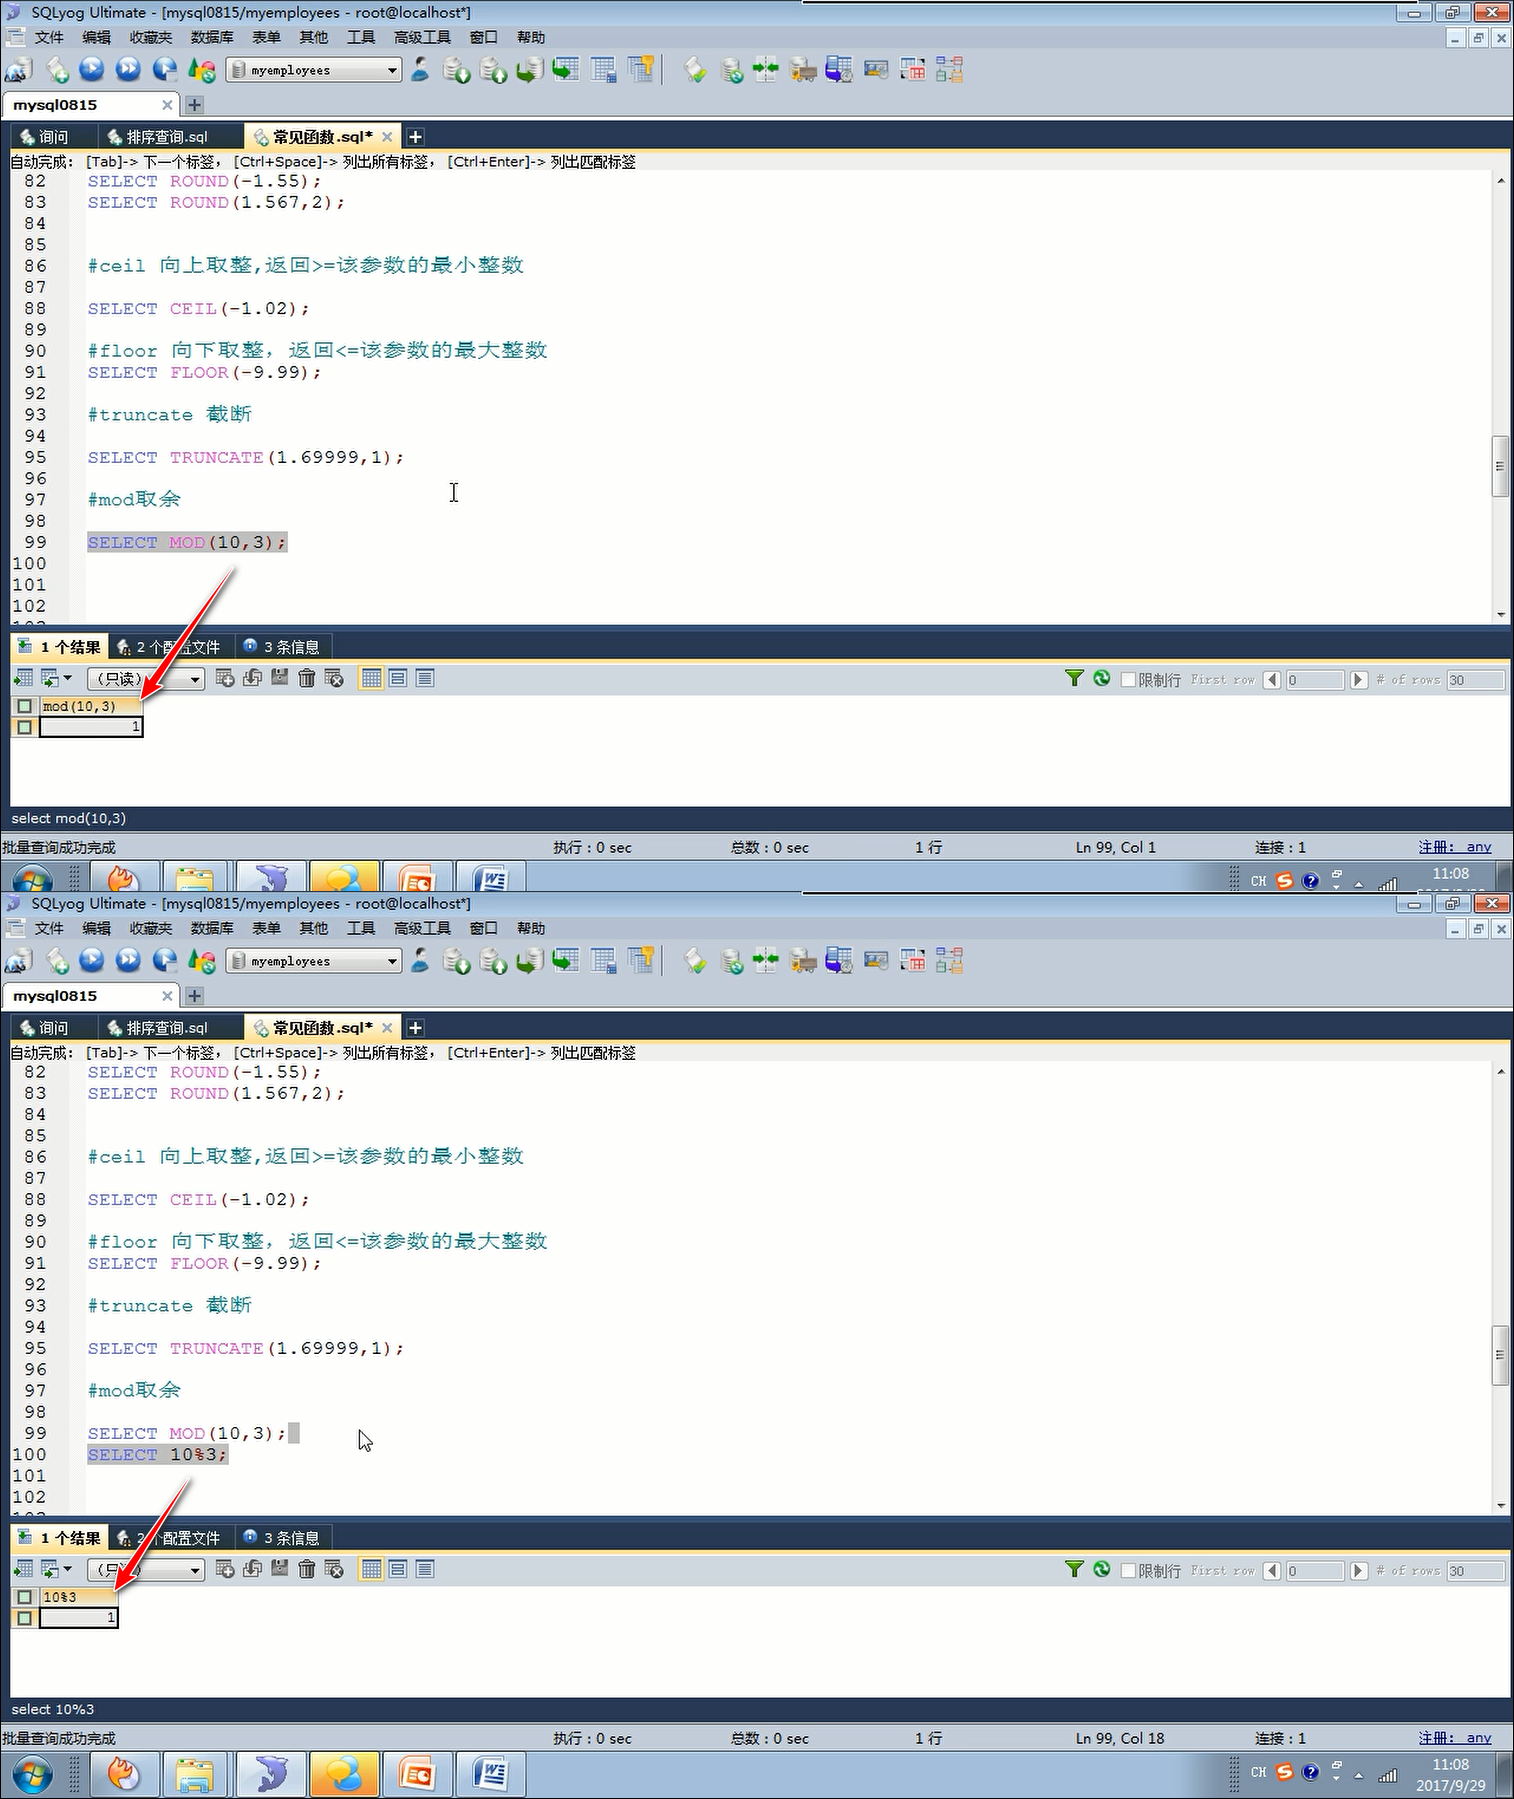 SQLyog Ultimate - [mysql0815/myemployees - root@localhost*]
文件 编辑 收藏夹 数据库 表单 其他 工具 高级工具 窗口 帮助
myemployees
mysql0815
询问 排序查询.sql 常见函数.sql*
自动完成: [Tab]-> 下一个标签, [Ctrl+Space]-> 列出所有标签, [Ctrl+Enter]-> 列出匹配标签
82 SELECT ROUND(-1.55);
83 SELECT ROUND(1.567,2);
84
85
86 #ceil 向上取整,返回>=该参数的最小整数
87
88 SELECT CEIL(-1.02);
89
90 #floor 向下取整，返回<=该参数的最大整数
91 SELECT FLOOR(-9.99);
92
93 #truncate 截断
94
95 SELECT TRUNCATE(1.69999,1);
96
97 #mod取余
98
99 SELECT MOD(10,3);
100
101
102
1 个结果 2 个配置文件 3 条信息
(只读) 限制行 First row 0 # of rows 30
mod(10,3)
1
select mod(10,3)
批量查询成功完成 执行 : 0 sec 总数 : 0 sec 1 行 Ln 99, Col 1 连接 : 1 注册: any
CH 11:08
SQLyog Ultimate - [mysql0815/myemployees - root@localhost*]
文件 编辑 收藏夹 数据库 表单 其他 工具 高级工具 窗口 帮助
myemployees
mysql0815
询问 排序查询.sql 常见函数.sql*
自动完成: [Tab]-> 下一个标签, [Ctrl+Space]-> 列出所有标签, [Ctrl+Enter]-> 列出匹配标签
82 SELECT ROUND(-1.55);
83 SELECT ROUND(1.567,2);
84
85
86 #ceil 向上取整,返回>=该参数的最小整数
87
88 SELECT CEIL(-1.02);
89
90 #floor 向下取整，返回<=该参数的最大整数
91 SELECT FLOOR(-9.99);
92
93 #truncate 截断
94
95 SELECT TRUNCATE(1.69999,1);
96
97 #mod取余
98
99 SELECT MOD(10,3);
100 SELECT 10%3;
101
102
1 个结果 2 个配置文件 3 条信息
限制行 First row 0 # of rows 30
10%3
1
select 10%3
批量查询成功完成 执行 : 0 sec 总数 : 0 sec 1 行 Ln 99, Col 18 连接 : 1 注册: any
CH 11:08
2017/9/29